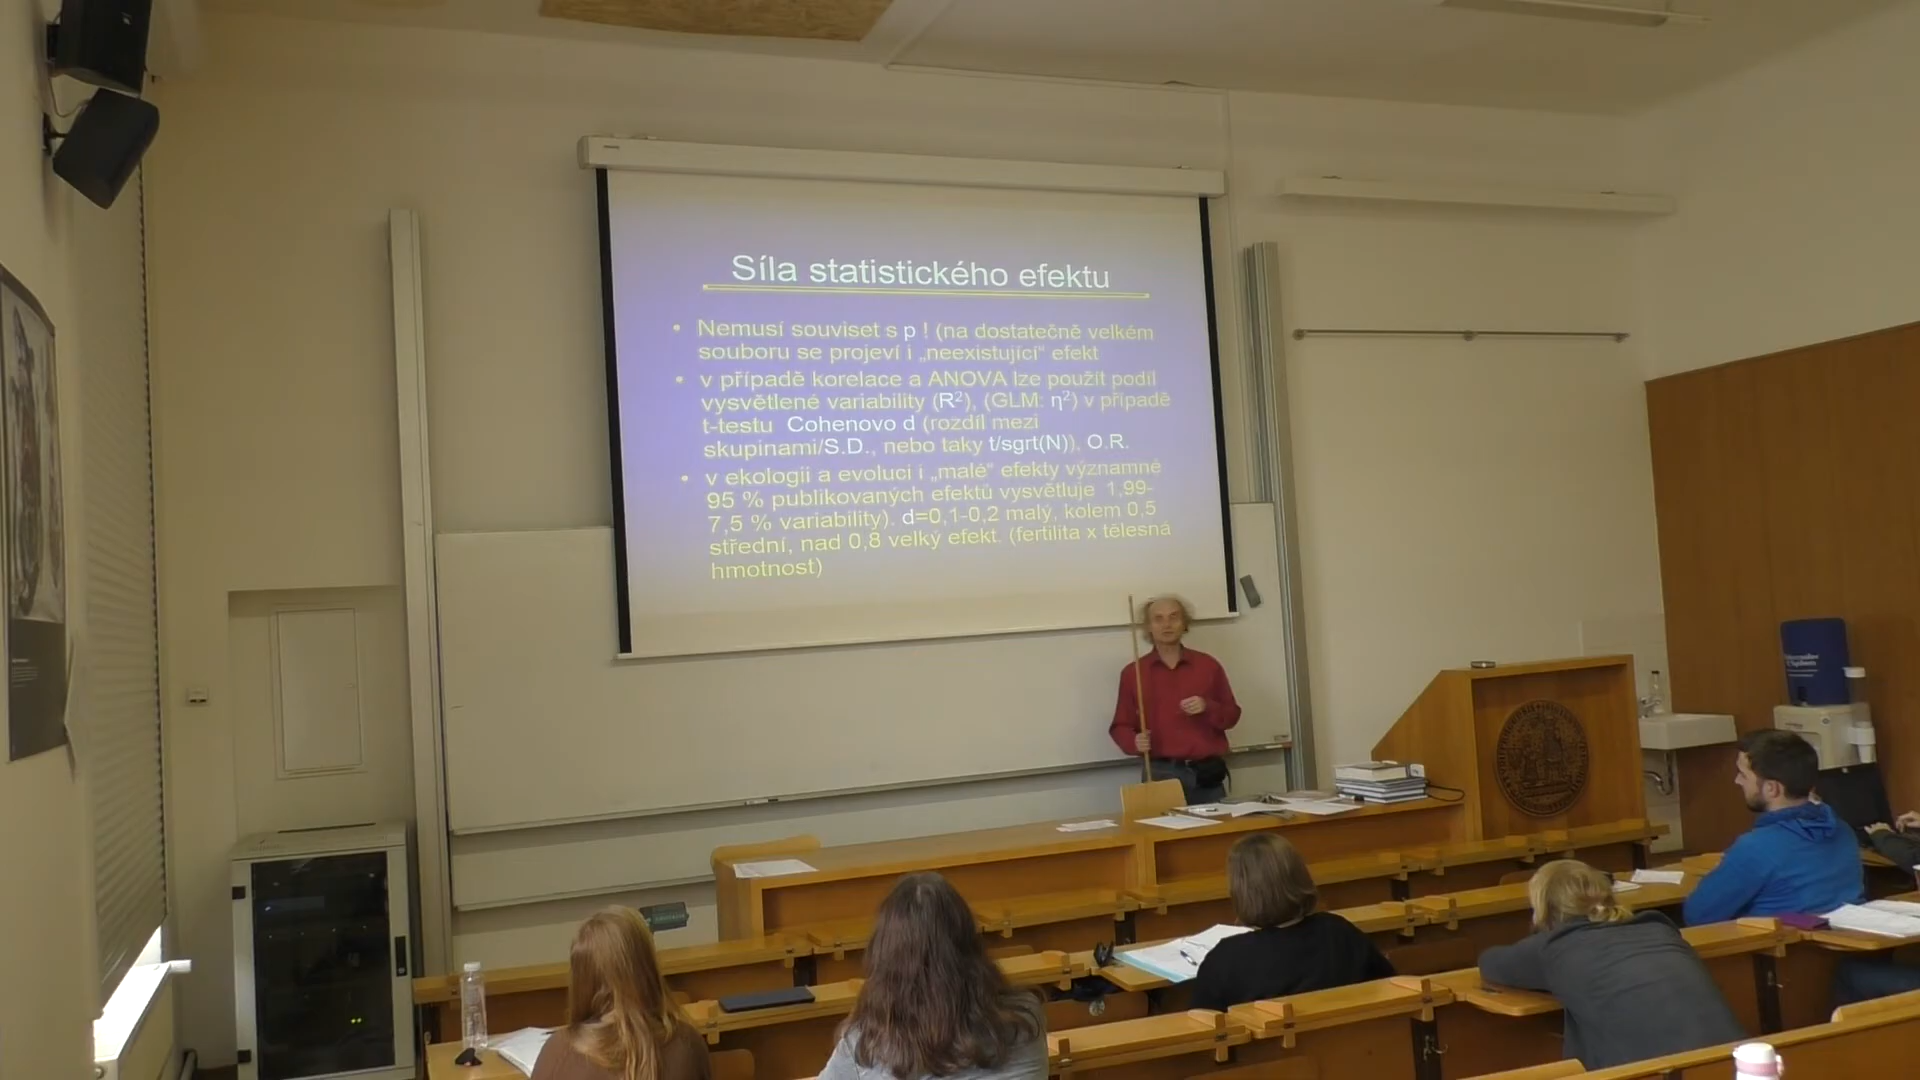 Síla statistického efektu
• Nemusí souviset s p ! (na dostatečně velkém
souboru se projeví i „neexistující“ efekt
• v případě korelace a ANOVA lze použít podíl
vysvětlené variability (R²), (GLM: η²) v případě
t-testu Cohenovo d (rozdíl mezi
skupinami/S.D., nebo taky t/sgrt(N)), O.R.
• v ekologii a evoluci i „malé“ efekty významné
95 % publikovaných efektů vysvětluje 1,99-
7,5 % variability). d=0,1-0,2 malý, kolem 0,5
střední, nad 0,8 velký efekt. (fertilita x tělesná
hmotnost)